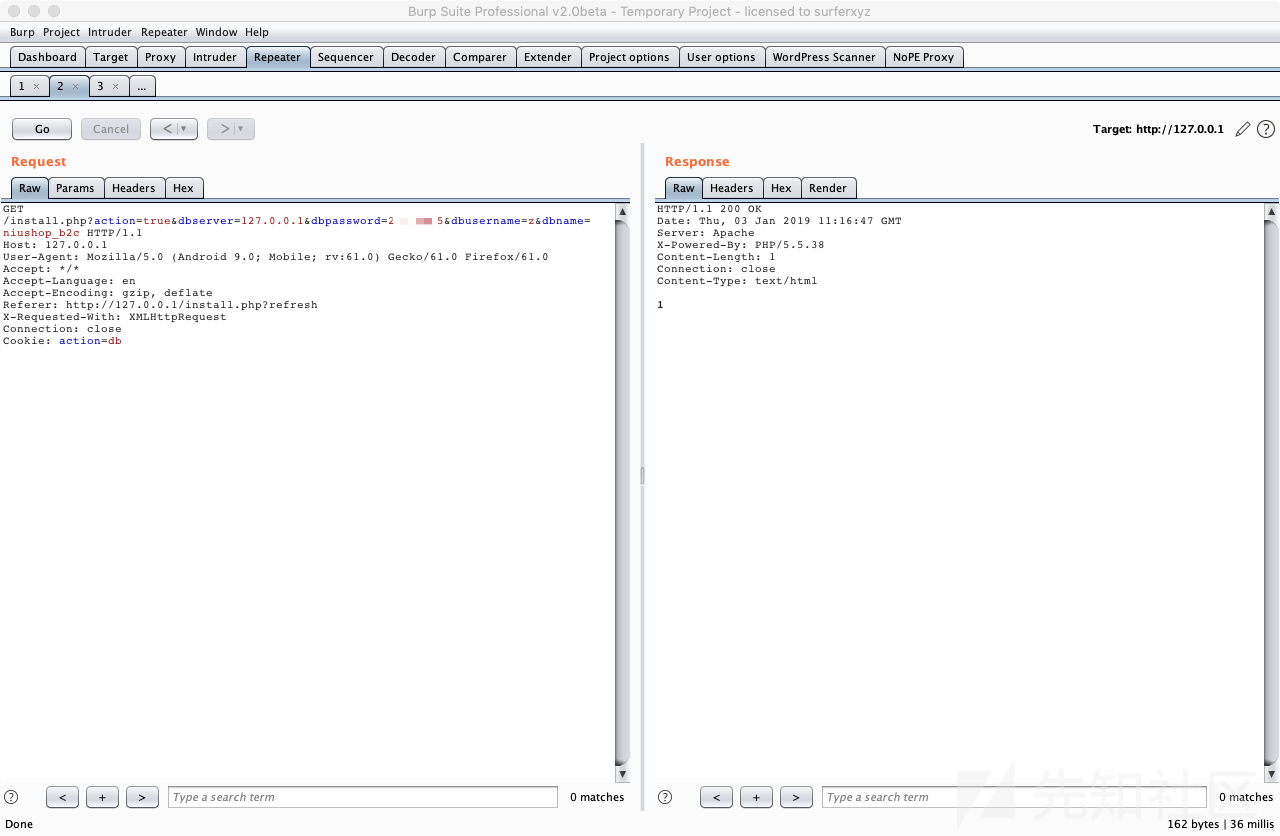 Burp Suite Professional v2.0beta - Temporary Project - licensed to surferxyz
Burp Project Intruder Repeater Window Help
Dashboard Target Proxy Intruder Repeater Sequencer Decoder Comparer Extender Project options User options WordPress Scanner NoPE Proxy
1 × 2 × 3 × ...
Go Cancel < | ▼ > | ▼ Target: http://127.0.0.1 ?
Request
Raw Params Headers Hex
GET
/install.php?action=true&dbserver=127.0.0.1&dbpassword=2 5&dbusername=z&dbname=
niushop_b2c HTTP/1.1
Host: 127.0.0.1
User-Agent: Mozilla/5.0 (Android 9.0; Mobile; rv:61.0) Gecko/61.0 Firefox/61.0
Accept: */*
Accept-Language: en
Accept-Encoding: gzip, deflate
Referer: http://127.0.0.1/install.php?refresh
X-Requested-With: XMLHttpRequest
Connection: close
Cookie: action=db
? < + > Type a search term 0 matches
Response
Raw Headers Hex Render
HTTP/1.1 200 OK
Date: Thu, 03 Jan 2019 11:16:47 GMT
Server: Apache
X-Powered-By: PHP/5.5.38
Content-Length: 1
Connection: close
Content-Type: text/html
1
? < + > Type a search term 0 matches
先知社区
Done
162 bytes | 36 millis